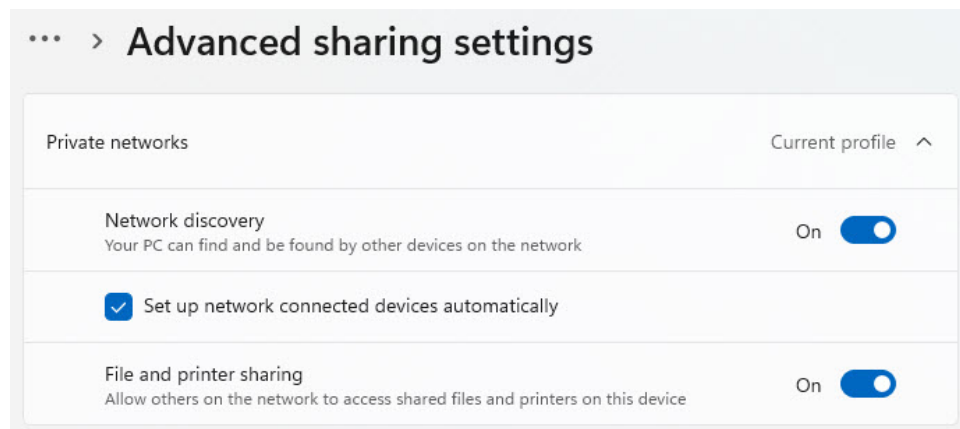 ... > Advanced sharing settings
Private networks Current profile
Network discovery
Your PC can find and be found by other devices on the network
On
Set up network connected devices automatically
File and printer sharing
Allow others on the network to access shared files and printers on this device
On